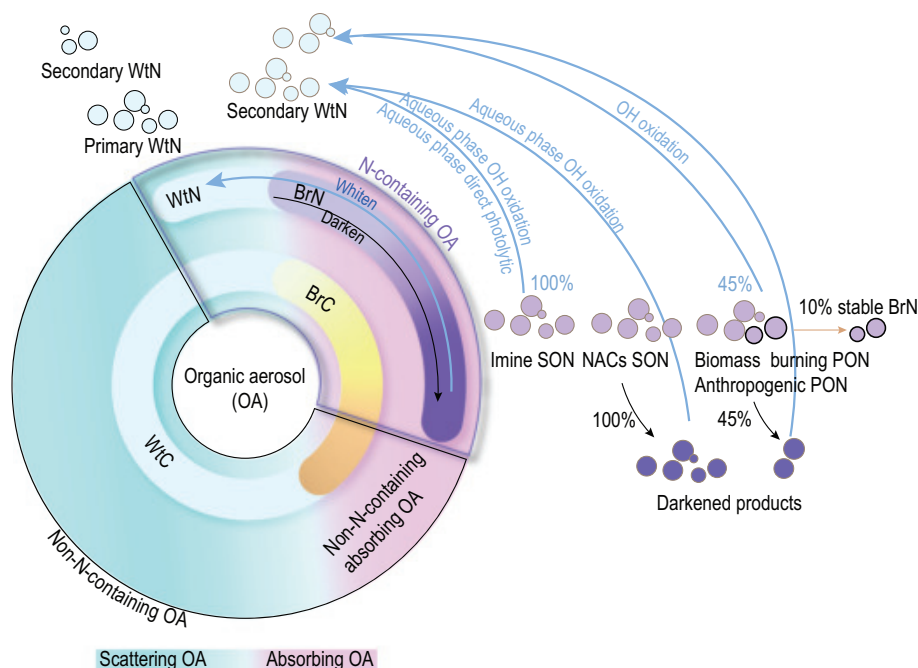 Secondary WtN
Primary WtN
Secondary WtN
Aqueous phase OH oxidation
Aqueous phase direct photolytic
Aqueous phase OH oxidation
OH oxidation
N-containing OA
WtN
BrN
Whiten
Darken
BrC
WtC
Organic aerosol
(OA)
Non-N-containing
absorbing OA
Non-N-containing OA
Scattering OA
Absorbing OA
100%
45%
10% stable BrN
Imine SON
NACs SON
Biomass burning PON
Anthropogenic PON
100%
45%
Darkened products